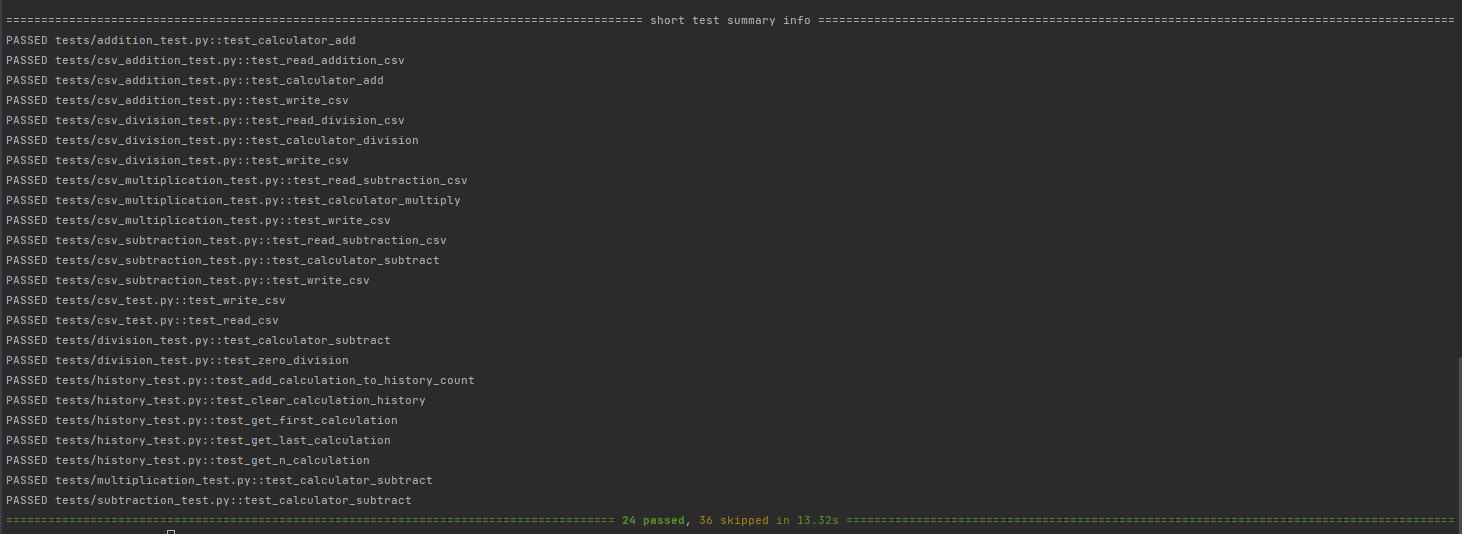 =========================================================================================== short test summary info ===========================================================================================
PASSED tests/addition_test.py::test_calculator_add
PASSED tests/csv_addition_test.py::test_read_addition_csv
PASSED tests/csv_addition_test.py::test_calculator_add
PASSED tests/csv_addition_test.py::test_write_csv
PASSED tests/csv_division_test.py::test_read_division_csv
PASSED tests/csv_division_test.py::test_calculator_division
PASSED tests/csv_division_test.py::test_write_csv
PASSED tests/csv_multiplication_test.py::test_read_subtraction_csv
PASSED tests/csv_multiplication_test.py::test_calculator_multiply
PASSED tests/csv_multiplication_test.py::test_write_csv
PASSED tests/csv_subtraction_test.py::test_read_subtraction_csv
PASSED tests/csv_subtraction_test.py::test_calculator_subtract
PASSED tests/csv_subtraction_test.py::test_write_csv
PASSED tests/csv_test.py::test_write_csv
PASSED tests/csv_test.py::test_read_csv
PASSED tests/division_test.py::test_calculator_subtract
PASSED tests/division_test.py::test_zero_division
PASSED tests/history_test.py::test_add_calculation_to_history_count
PASSED tests/history_test.py::test_clear_calculation_history
PASSED tests/history_test.py::test_get_first_calculation
PASSED tests/history_test.py::test_get_last_calculation
PASSED tests/history_test.py::test_get_n_calculation
PASSED tests/multiplication_test.py::test_calculator_subtract
PASSED tests/subtraction_test.py::test_calculator_subtract
======================================================================================= 24 passed, 36 skipped in 13.32s =======================================================================================